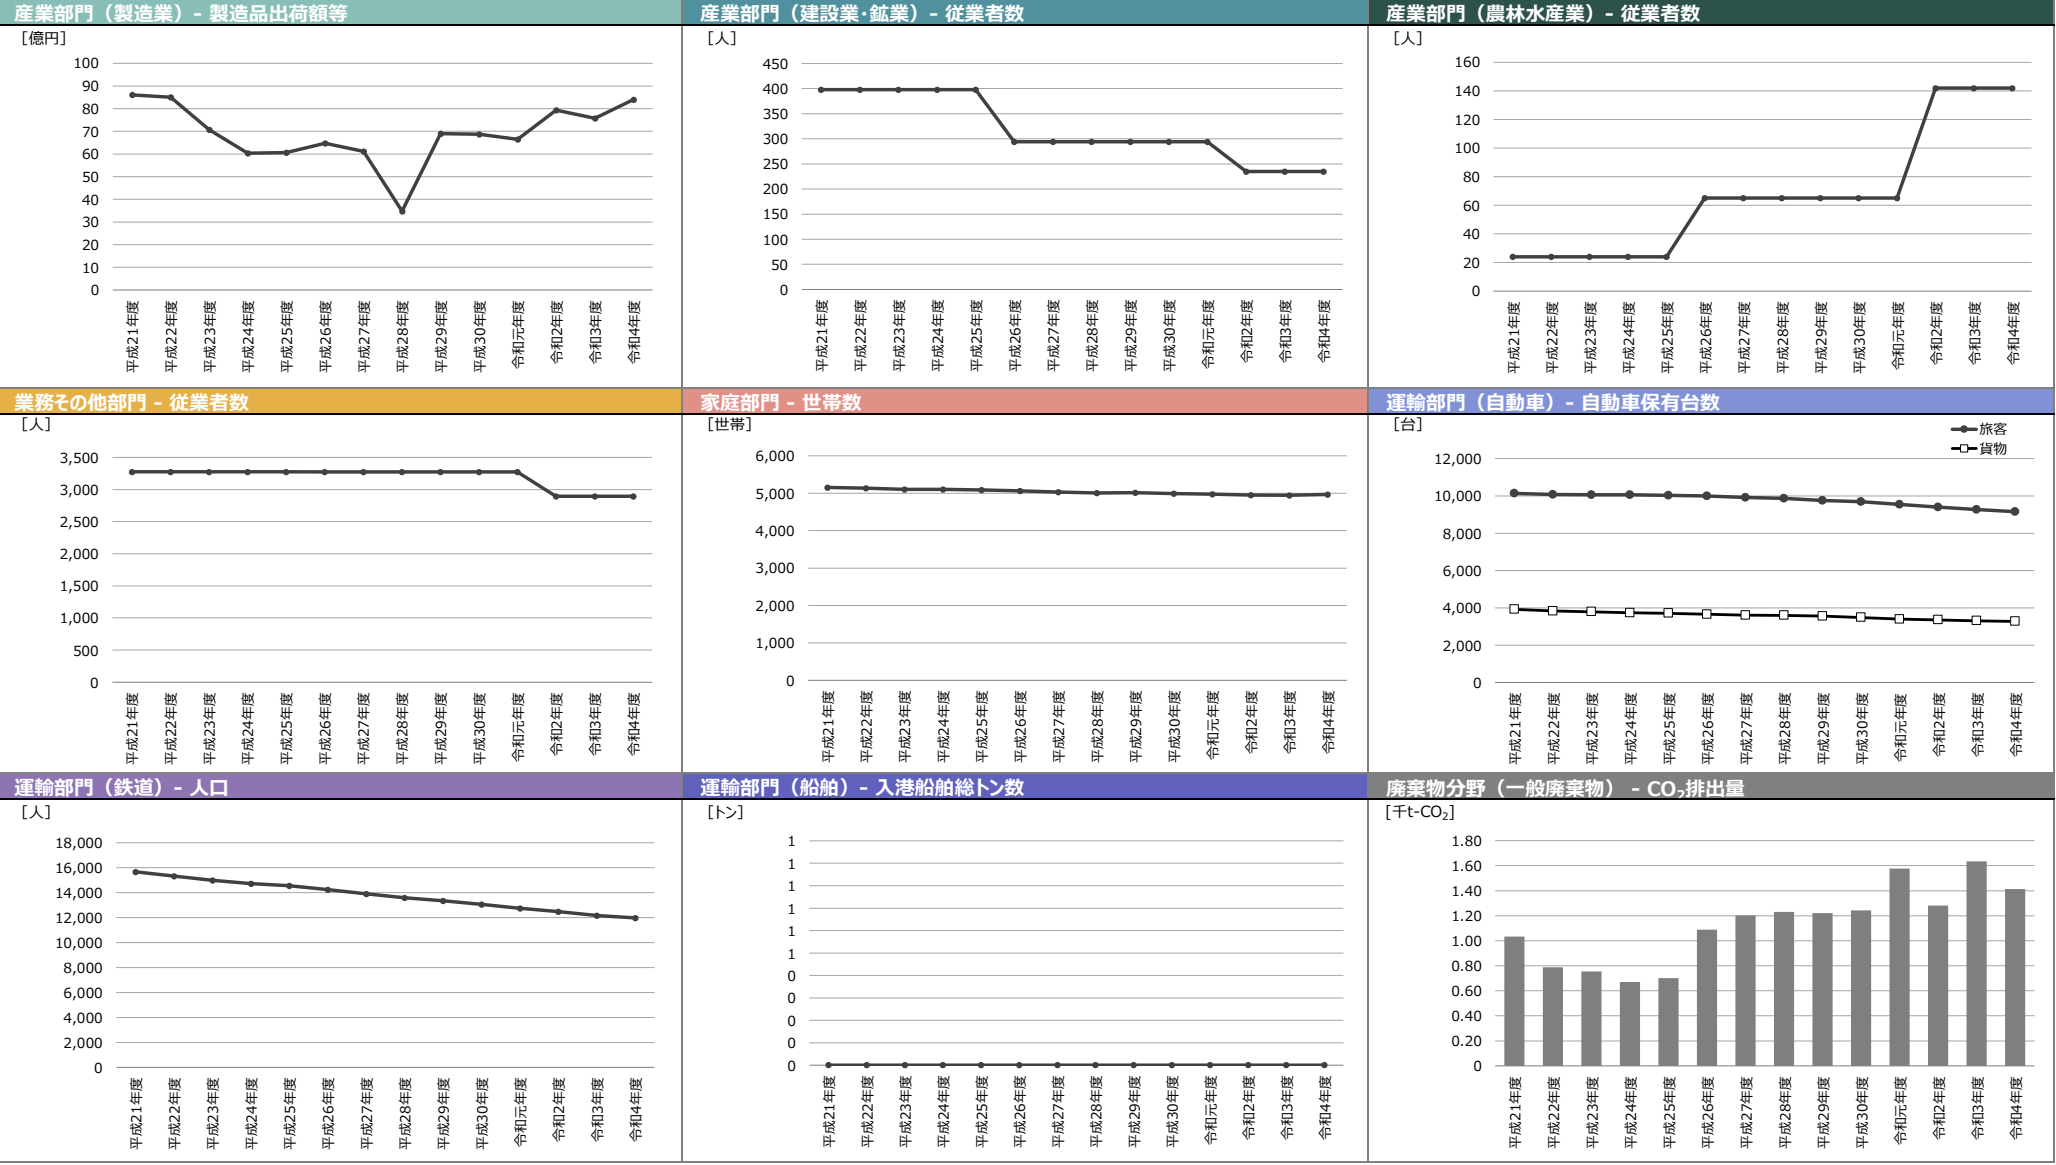 産業部門（製造業）- 製造品出荷額等
［億円］
100
90
80
70
60
50
40
30
20
10
0
平成21年度
平成22年度
平成23年度
平成24年度
平成25年度
平成26年度
平成27年度
平成28年度
平成29年度
平成30年度
令和元年度
令和2年度
令和3年度
令和4年度
産業部門（建設業･鉱業）- 従業者数
［人］
450
400
350
300
250
200
150
100
50
0
平成21年度
平成22年度
平成23年度
平成24年度
平成25年度
平成26年度
平成27年度
平成28年度
平成29年度
平成30年度
令和元年度
令和2年度
令和3年度
令和4年度
産業部門（農林水産業）- 従業者数
［人］
160
140
120
100
80
60
40
20
0
平成21年度
平成22年度
平成23年度
平成24年度
平成25年度
平成26年度
平成27年度
平成28年度
平成29年度
平成30年度
令和元年度
令和2年度
令和3年度
令和4年度
業務その他部門 - 従業者数
［人］
3,500
3,000
2,500
2,000
1,500
1,000
500
0
平成21年度
平成22年度
平成23年度
平成24年度
平成25年度
平成26年度
平成27年度
平成28年度
平成29年度
平成30年度
令和元年度
令和2年度
令和3年度
令和4年度
家庭部門 - 世帯数
［世帯］
6,000
5,000
4,000
3,000
2,000
1,000
0
平成21年度
平成22年度
平成23年度
平成24年度
平成25年度
平成26年度
平成27年度
平成28年度
平成29年度
平成30年度
令和元年度
令和2年度
令和3年度
令和4年度
運輸部門（自動車）- 自動車保有台数
［台］
旅客
貨物
12,000
10,000
8,000
6,000
4,000
2,000
0
平成21年度
平成22年度
平成23年度
平成24年度
平成25年度
平成26年度
平成27年度
平成28年度
平成29年度
平成30年度
令和元年度
令和2年度
令和3年度
令和4年度
運輸部門（鉄道）- 人口
［人］
18,000
16,000
14,000
12,000
10,000
8,000
6,000
4,000
2,000
0
平成21年度
平成22年度
平成23年度
平成24年度
平成25年度
平成26年度
平成27年度
平成28年度
平成29年度
平成30年度
令和元年度
令和2年度
令和3年度
令和4年度
運輸部門（船舶）- 入港船舶総トン数
［トン］
1
1
1
1
1
1
0
0
0
0
0
平成21年度
平成22年度
平成23年度
平成24年度
平成25年度
平成26年度
平成27年度
平成28年度
平成29年度
平成30年度
令和元年度
令和2年度
令和3年度
令和4年度
廃棄物分野（一般廃棄物） - CO₂排出量
［千t-CO₂］
1.80
1.60
1.40
1.20
1.00
0.80
0.60
0.40
0.20
0
平成21年度
平成22年度
平成23年度
平成24年度
平成25年度
平成26年度
平成27年度
平成28年度
平成29年度
平成30年度
令和元年度
令和2年度
令和3年度
令和4年度